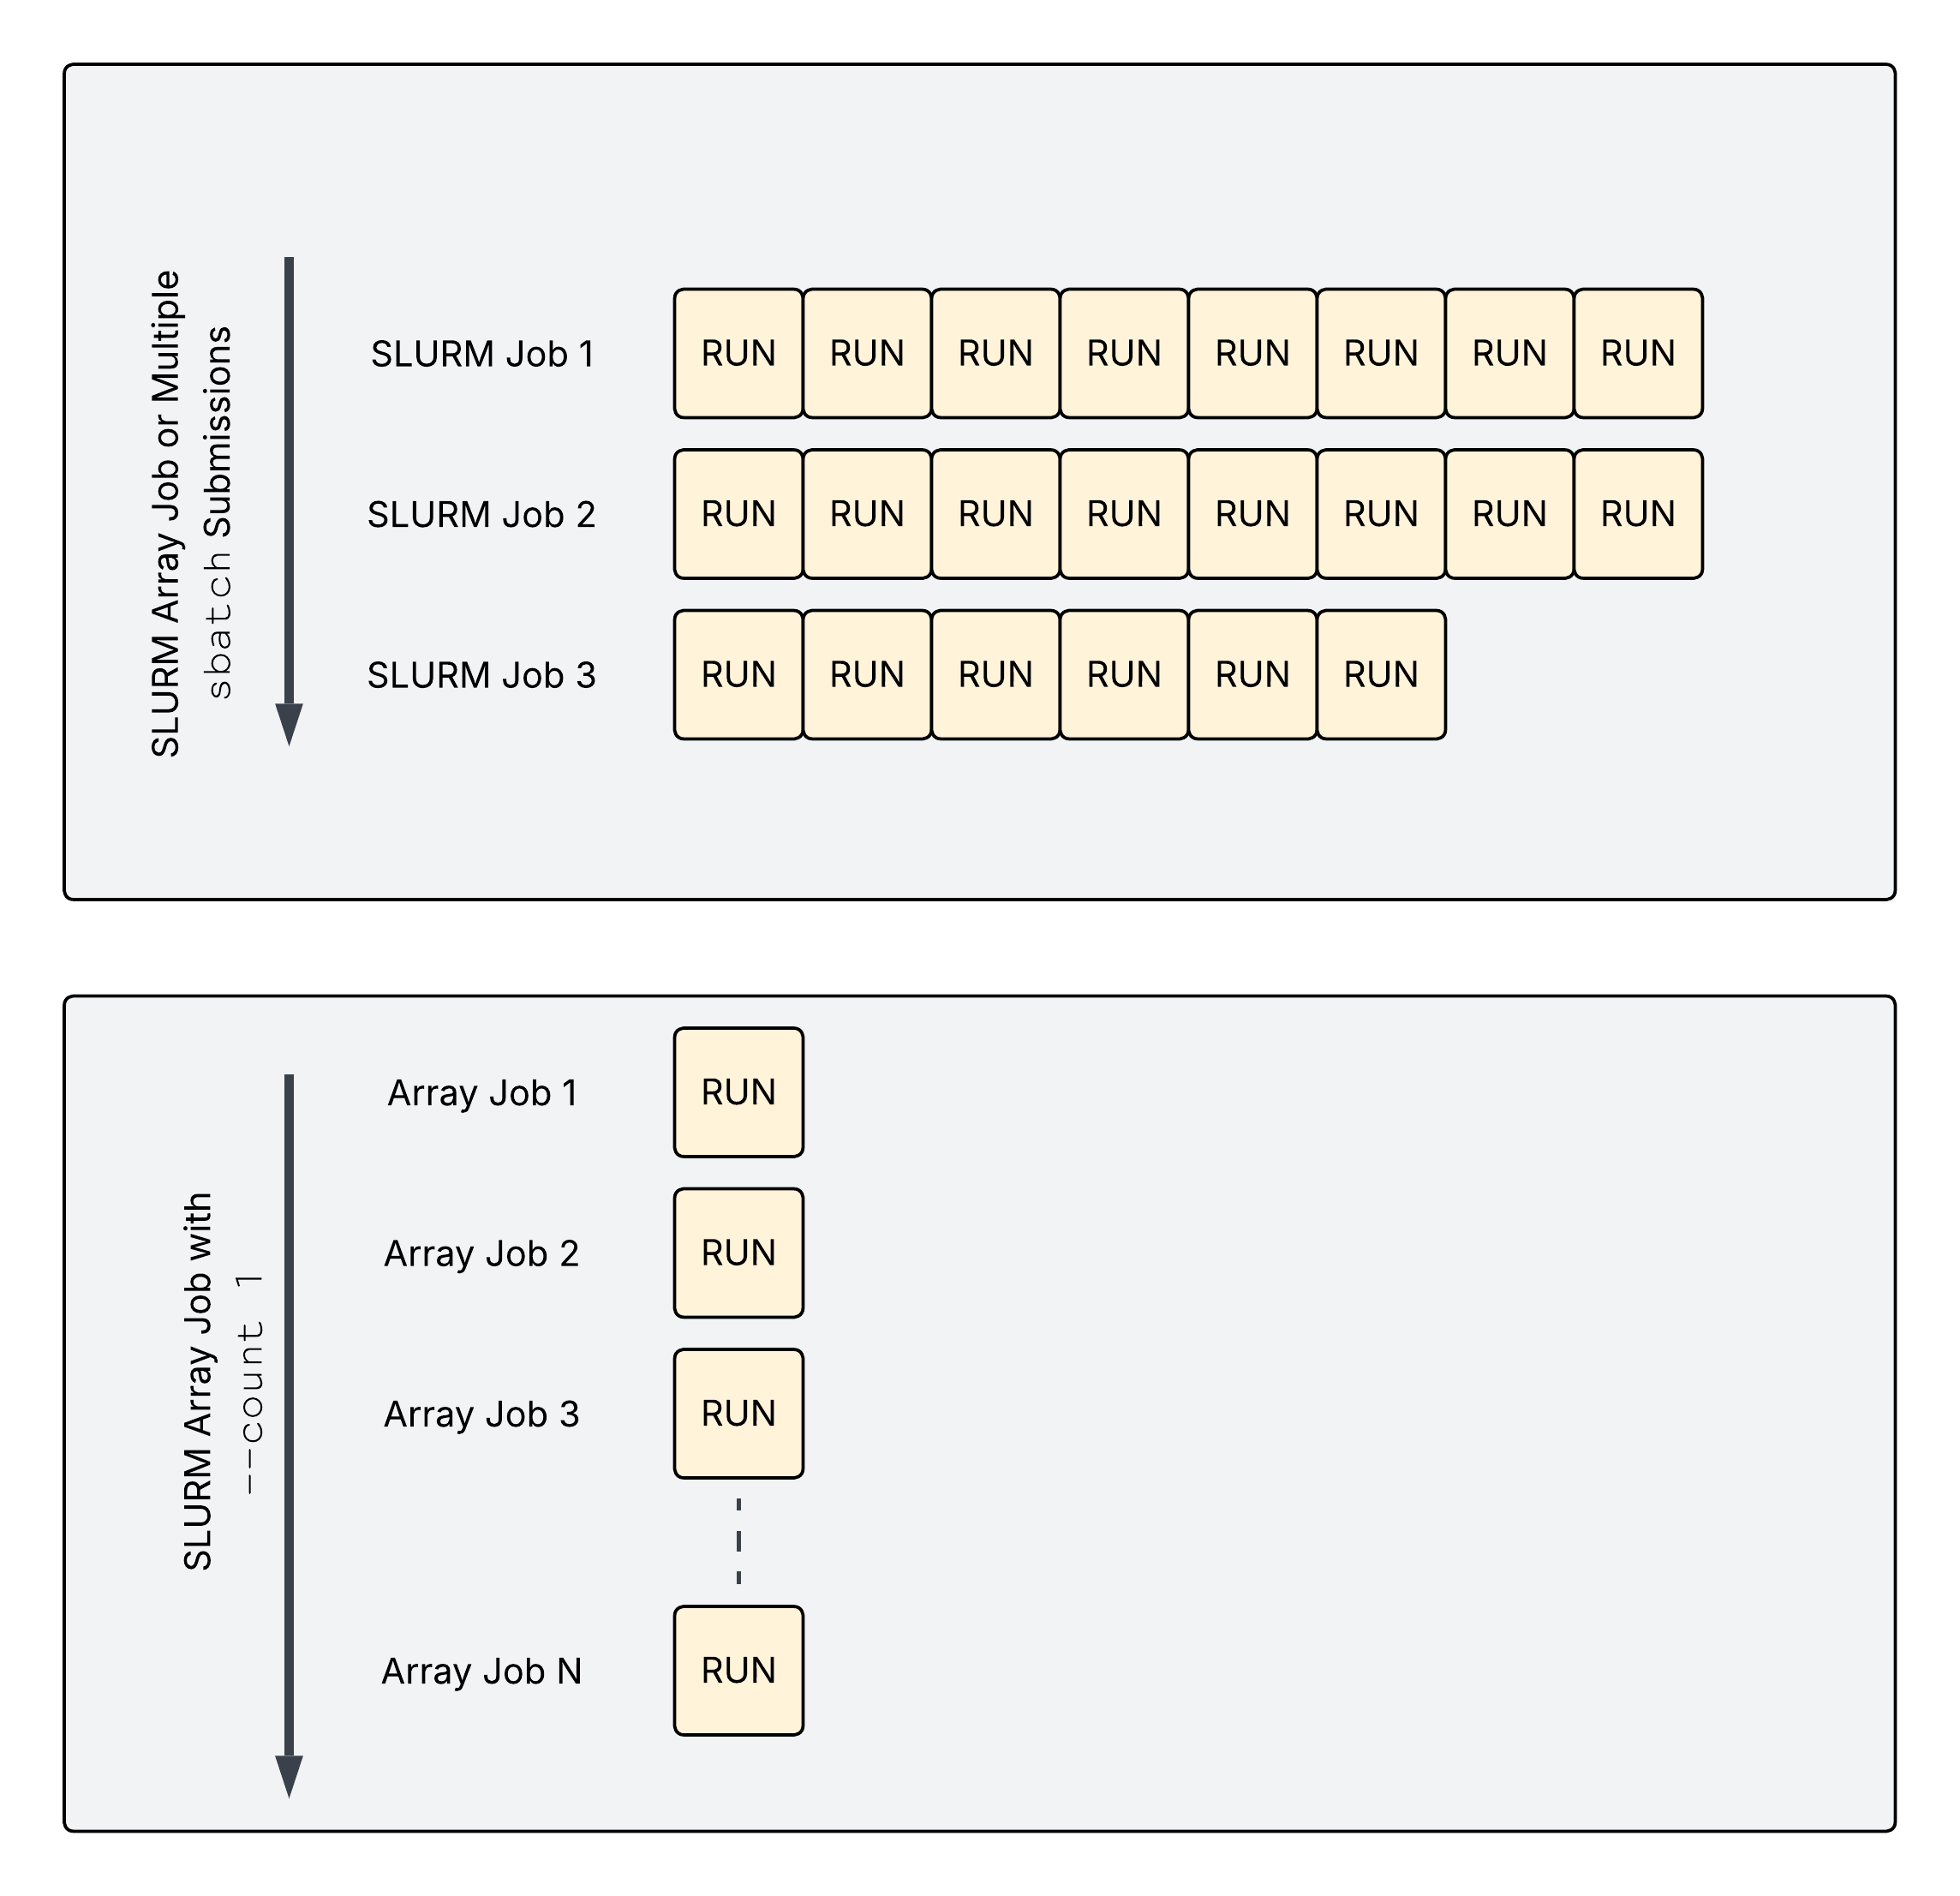 SLURM Array Job or Multiple
sbatch Submissions
SLURM Job 1
RUN RUN RUN RUN RUN RUN RUN RUN
SLURM Job 2
RUN RUN RUN RUN RUN RUN RUN RUN
SLURM Job 3
RUN RUN RUN RUN RUN RUN
SLURM Array Job with
--count 1
Array Job 1
RUN
Array Job 2
RUN
Array Job 3
RUN
Array Job N
RUN